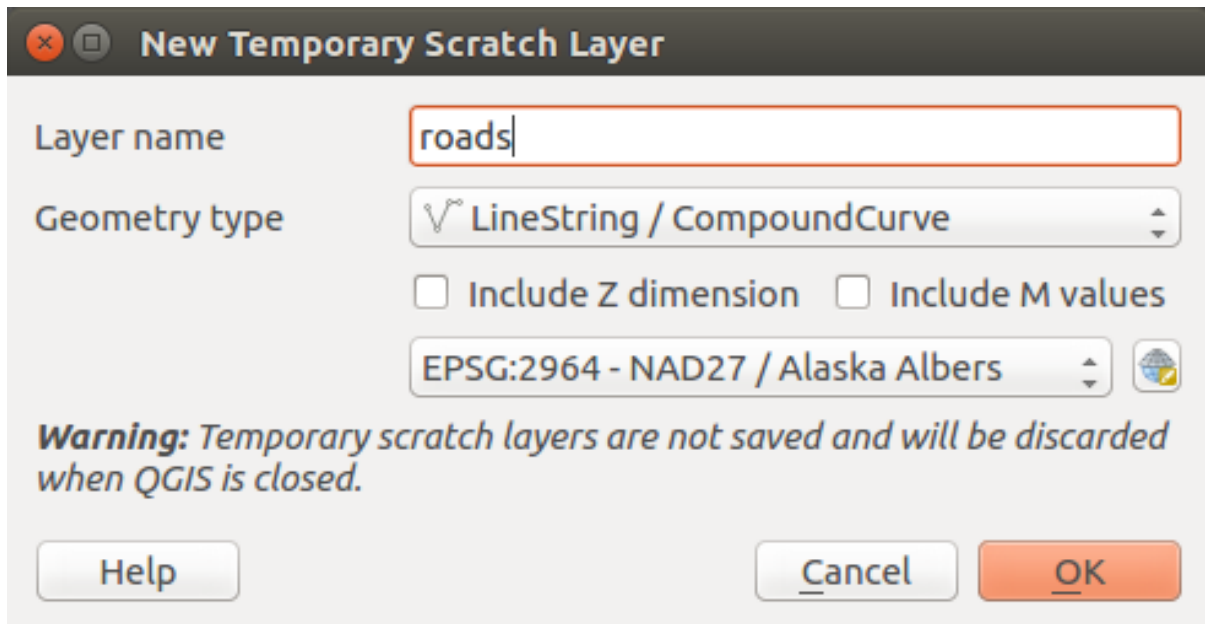 New Temporary Scratch Layer
Layer name
roads
Geometry type
LineString / CompoundCurve
Include Z dimension
Include M values
EPSG:2964 - NAD27 / Alaska Albers
Warning: Temporary scratch layers are not saved and will be discarded
when QGIS is closed.
Help
Cancel
OK